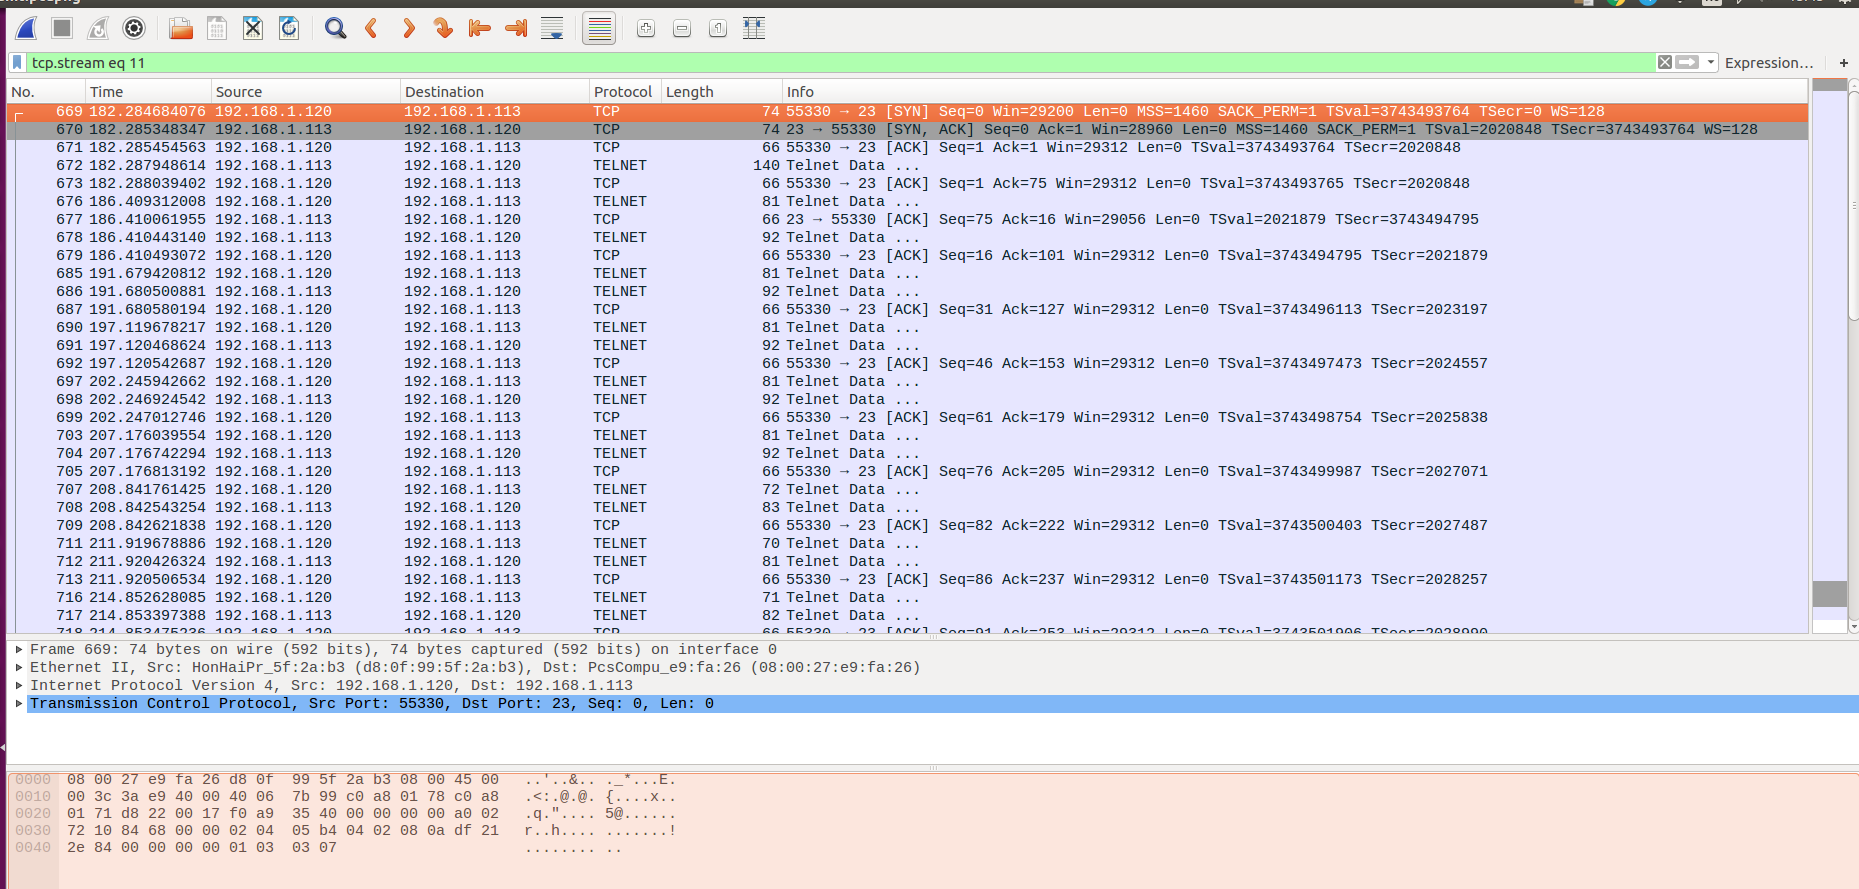 tcp.stream eq 11 Expression... +
No. Time Source Destination Protocol Length Info
669 182.284684076 192.168.1.120 192.168.1.113 TCP 74 55330 → 23 [SYN] Seq=0 Win=29200 Len=0 MSS=1460 SACK_PERM=1 TSval=3743493764 TSecr=0 WS=128
670 182.285348347 192.168.1.113 192.168.1.120 TCP 74 23 → 55330 [SYN, ACK] Seq=0 Ack=1 Win=28960 Len=0 MSS=1460 SACK_PERM=1 TSval=2020848 TSecr=3743493764 WS=128
671 182.285454563 192.168.1.120 192.168.1.113 TCP 66 55330 → 23 [ACK] Seq=1 Ack=1 Win=29312 Len=0 TSval=3743493764 TSecr=2020848
672 182.287948614 192.168.1.113 192.168.1.120 TELNET 140 Telnet Data ...
673 182.288039402 192.168.1.120 192.168.1.113 TCP 66 55330 → 23 [ACK] Seq=1 Ack=75 Win=29312 Len=0 TSval=3743493765 TSecr=2020848
676 186.409312008 192.168.1.120 192.168.1.113 TELNET 81 Telnet Data ...
677 186.410061955 192.168.1.113 192.168.1.120 TCP 66 23 → 55330 [ACK] Seq=75 Ack=16 Win=29056 Len=0 TSval=2021879 TSecr=3743494795
678 186.410443140 192.168.1.113 192.168.1.120 TELNET 92 Telnet Data ...
679 186.410493072 192.168.1.120 192.168.1.113 TCP 66 55330 → 23 [ACK] Seq=16 Ack=101 Win=29312 Len=0 TSval=3743494795 TSecr=2021879
685 191.679420812 192.168.1.120 192.168.1.113 TELNET 81 Telnet Data ...
686 191.680500881 192.168.1.113 192.168.1.120 TELNET 92 Telnet Data ...
687 191.680580194 192.168.1.120 192.168.1.113 TCP 66 55330 → 23 [ACK] Seq=31 Ack=127 Win=29312 Len=0 TSval=3743496113 TSecr=2023197
690 197.119678217 192.168.1.120 192.168.1.113 TELNET 81 Telnet Data ...
691 197.120468624 192.168.1.113 192.168.1.120 TELNET 92 Telnet Data ...
692 197.120542687 192.168.1.120 192.168.1.113 TCP 66 55330 → 23 [ACK] Seq=46 Ack=153 Win=29312 Len=0 TSval=3743497473 TSecr=2024557
697 202.245942662 192.168.1.120 192.168.1.113 TELNET 81 Telnet Data ...
698 202.246924542 192.168.1.113 192.168.1.120 TELNET 92 Telnet Data ...
699 202.247012746 192.168.1.120 192.168.1.113 TCP 66 55330 → 23 [ACK] Seq=61 Ack=179 Win=29312 Len=0 TSval=3743498754 TSecr=2025838
703 207.176039554 192.168.1.120 192.168.1.113 TELNET 81 Telnet Data ...
704 207.176742294 192.168.1.113 192.168.1.120 TELNET 92 Telnet Data ...
705 207.176813192 192.168.1.120 192.168.1.113 TCP 66 55330 → 23 [ACK] Seq=76 Ack=205 Win=29312 Len=0 TSval=3743499987 TSecr=2027071
707 208.841761425 192.168.1.120 192.168.1.113 TELNET 72 Telnet Data ...
708 208.842543254 192.168.1.113 192.168.1.120 TELNET 83 Telnet Data ...
709 208.842621838 192.168.1.120 192.168.1.113 TCP 66 55330 → 23 [ACK] Seq=82 Ack=222 Win=29312 Len=0 TSval=3743500403 TSecr=2027487
711 211.919678886 192.168.1.120 192.168.1.113 TELNET 70 Telnet Data ...
712 211.920426324 192.168.1.113 192.168.1.120 TELNET 81 Telnet Data ...
713 211.920506534 192.168.1.120 192.168.1.113 TCP 66 55330 → 23 [ACK] Seq=86 Ack=237 Win=29312 Len=0 TSval=3743501173 TSecr=2028257
716 214.852628085 192.168.1.120 192.168.1.113 TELNET 71 Telnet Data ...
717 214.853397388 192.168.1.113 192.168.1.120 TELNET 82 Telnet Data ...
718 214.853475236 192.168.1.120 192.168.1.113 TCP 66 55330 → 23 [ACK] Seq=91 Ack=253 Win=29312 Len=0 TSval=3743501906 TSecr=2028990
Frame 669: 74 bytes on wire (592 bits), 74 bytes captured (592 bits) on interface 0
Ethernet II, Src: HonHaiPr_5f:2a:b3 (d8:0f:99:5f:2a:b3), Dst: PcsCompu_e9:fa:26 (08:00:27:e9:fa:26)
Internet Protocol Version 4, Src: 192.168.1.120, Dst: 192.168.1.113
Transmission Control Protocol, Src Port: 55330, Dst Port: 23, Seq: 0, Len: 0
0000 08 00 27 e9 fa 26 d8 0f 99 5f 2a b3 08 00 45 00 ..'..&.. ._*...E.
0010 00 3c 3a e9 40 00 40 06 7b 99 c0 a8 01 78 c0 a8 .<:.@.@. {....x..
0020 01 71 d8 22 00 17 f0 a9 35 40 00 00 00 00 a0 02 .q.".... 5@......
0030 72 10 84 68 00 00 02 04 05 b4 04 02 08 0a df 21 r..h.... .......!
0040 2e 84 00 00 00 00 01 03 03 07 ........ ..